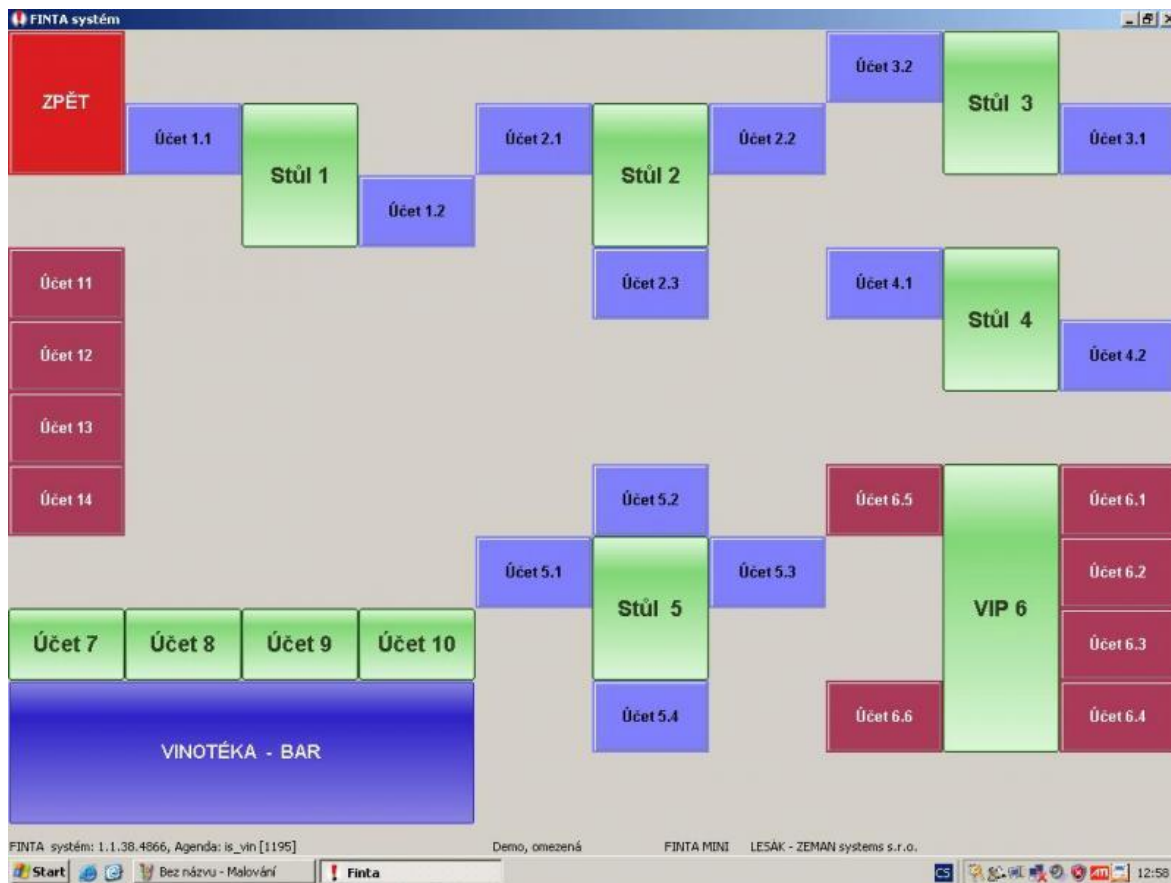 FINTA systém
ZPĚT
Účet 3.2
Stůl 3
Účet 1.1
Účet 2.1
Účet 2.2
Účet 3.1
Stůl 1
Stůl 2
Účet 1.2
Účet 11
Účet 2.3
Účet 4.1
Stůl 4
Účet 12
Účet 4.2
Účet 13
Účet 14
Účet 5.2
Účet 6.5
Účet 6.1
Účet 5.1
Účet 5.3
Účet 6.2
Stůl 5
VIP 6
Účet 7
Účet 8
Účet 9
Účet 10
Účet 6.3
Účet 5.4
Účet 6.6
Účet 6.4
VINOTÉKA - BAR
FINTA systém: 1.1.38.4866, Agenda: is_vin [1195]
Demo, omezená
FINTA MINI
LESÁK - ZEMAN systems s.r.o.
Start
Bez názvu - Malování
Finta
CS
ATI
12:58